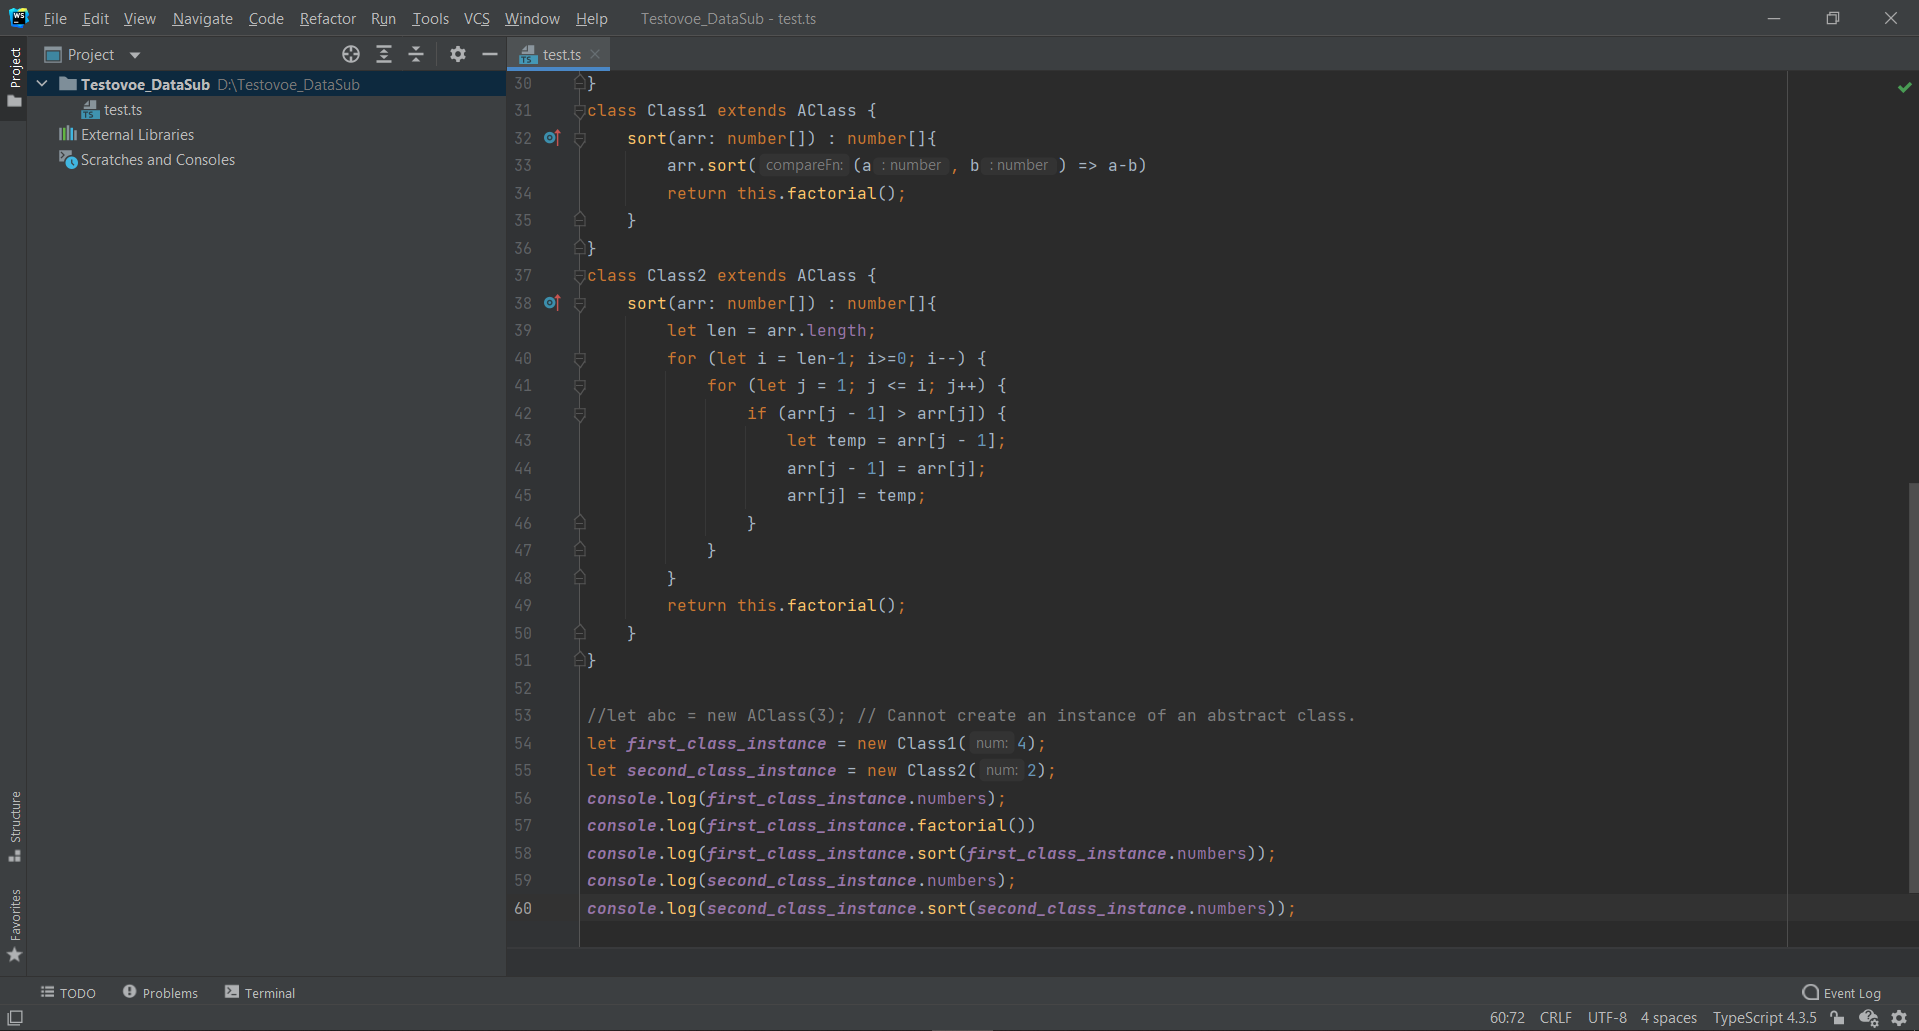 WS File Edit View Navigate Code Refactor Run Tools VCS Window Help Testovoe_DataSub - test.ts
Project
Project
test.ts
Testovoe_DataSub D:\Testovoe_DataSub
test.ts
External Libraries
Scratches and Consoles
30 }
31 class Class1 extends AClass {
32 sort(arr: number[]) : number[]{
33 arr.sort( compareFn: (a : number , b : number ) => a-b)
34 return this.factorial();
35 }
36 }
37 class Class2 extends AClass {
38 sort(arr: number[]) : number[]{
39 let len = arr.length;
40 for (let i = len-1; i>=0; i--) {
41 for (let j = 1; j <= i; j++) {
42 if (arr[j - 1] > arr[j]) {
43 let temp = arr[j - 1];
44 arr[j - 1] = arr[j];
45 arr[j] = temp;
46 }
47 }
48 }
49 return this.factorial();
50 }
51 }
52
53 //let abc = new AClass(3); // Cannot create an instance of an abstract class.
54 let first_class_instance = new Class1( num: 4);
55 let second_class_instance = new Class2( num: 2);
56 console.log(first_class_instance.numbers);
57 console.log(first_class_instance.factorial())
58 console.log(first_class_instance.sort(first_class_instance.numbers));
59 console.log(second_class_instance.numbers);
60 console.log(second_class_instance.sort(second_class_instance.numbers));
Structure
Favorites
TODO Problems Terminal Event Log
60:72 CRLF UTF-8 4 spaces TypeScript 4.3.5